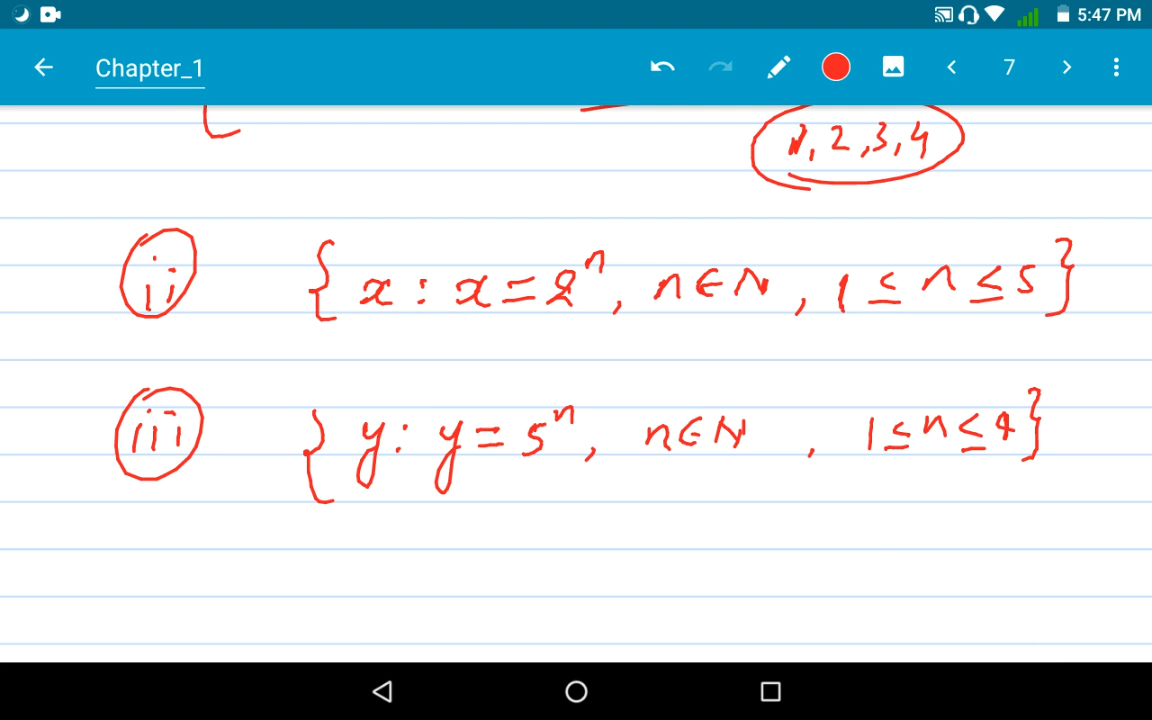 5:47 PM
Chapter_1
7
1, 2, 3, 4
ii { x : x = 2ⁿ, n ∈ N, 1 ≤ n ≤ 5 }
iii { y : y = 5ⁿ, n ∈ N, 1 ≤ n ≤ 4 }